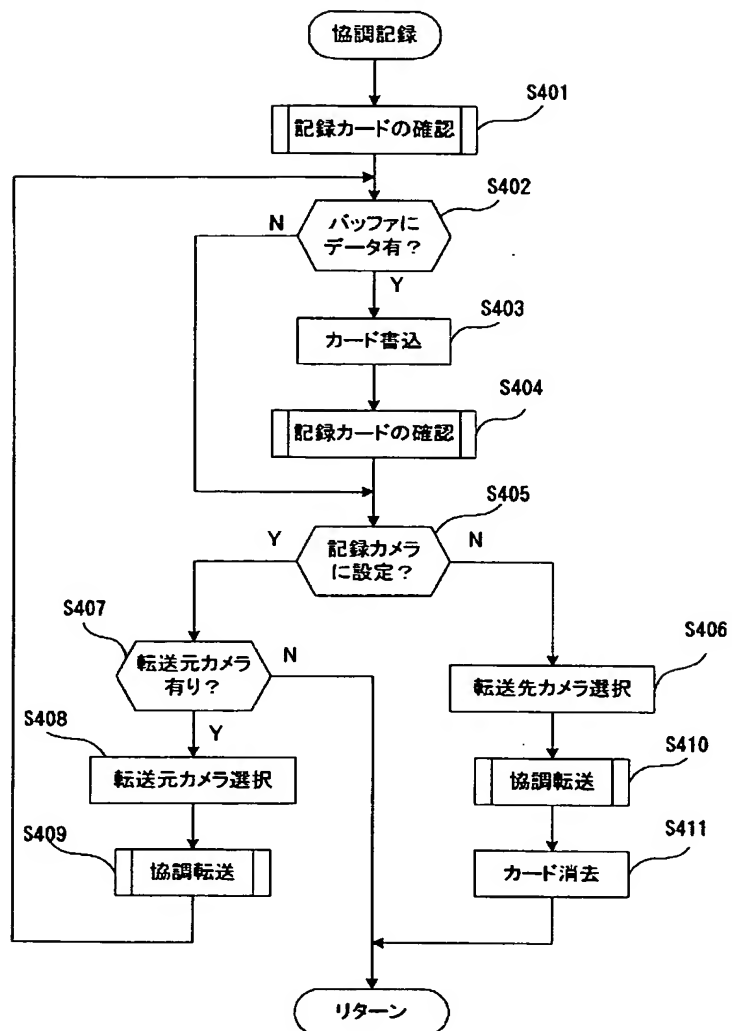 協調記録
S401
記録カードの確認
S402
バッファに
データ有？
N
Y
S403
カード書込
S404
記録カードの確認
S405
記録カメラ
に設定？
Y
N
S407
転送元カメラ
有り？
N
Y
S406
転送先カメラ選択
S408
転送元カメラ選択
S410
協調転送
S409
協調転送
S411
カード消去
リターン